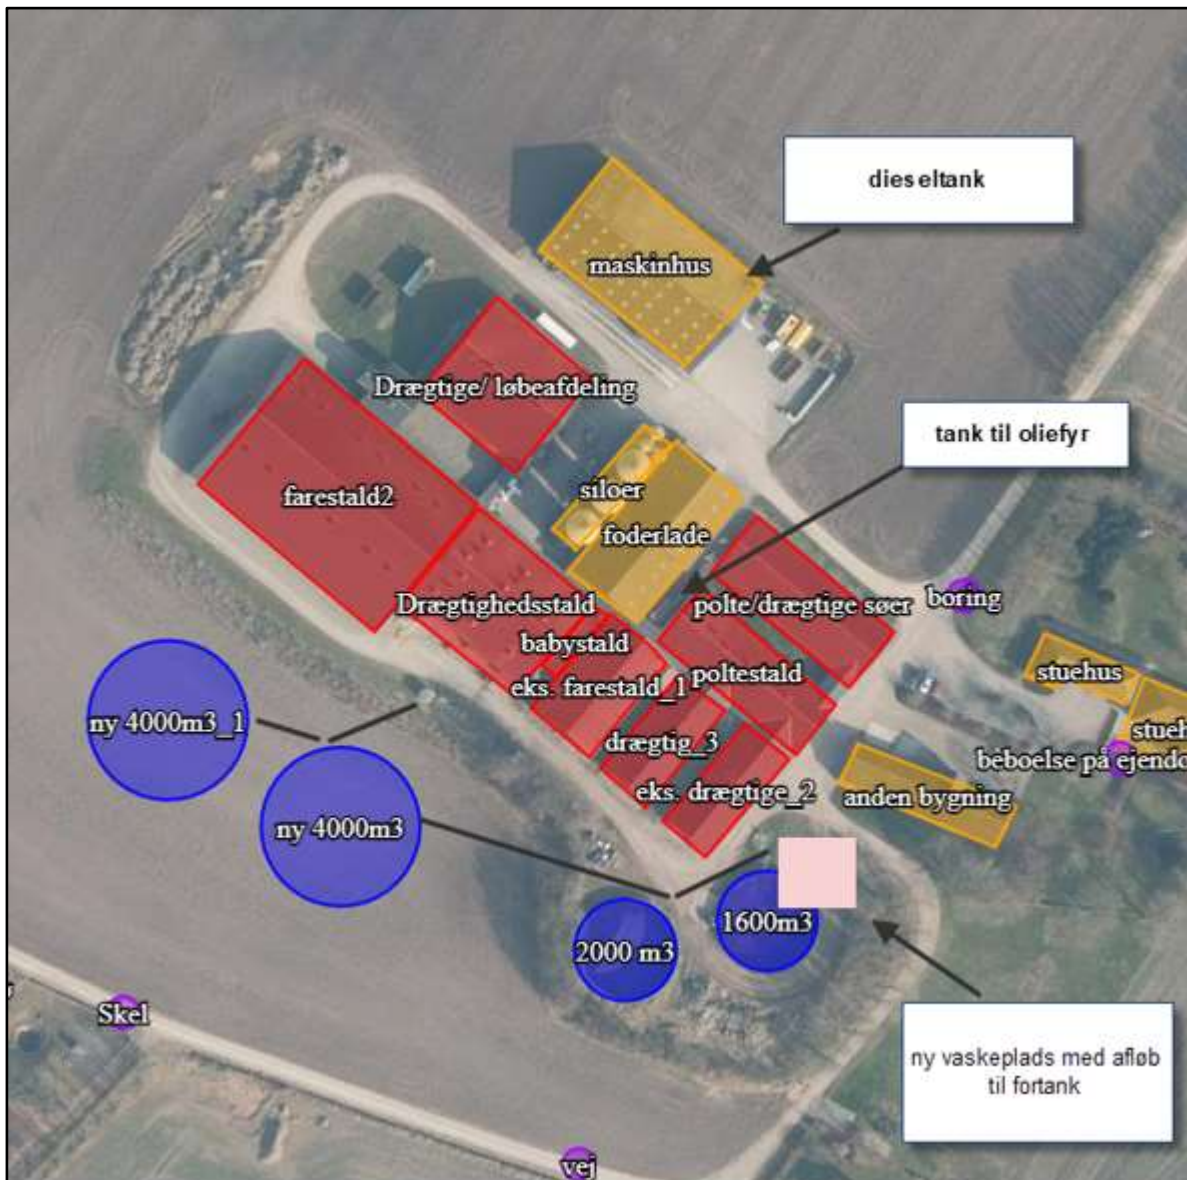 dieseltank
maskinhus
Drægtige/ løbeafdeling
tank til oliefyr
siloer
farestald2
foderlade
Drægtighedsstald
polte/drægtige søer
boring
babystald
stuehus
eks. farestald_1
poltestald
ny 4000m3_1
drægtig_3
stueh
beboelse på ejendo
eks. drægtige_2
anden bygning
ny 4000m3
1600m3
2000 m3
Skel
ny vaskeplads med afløb
til fortank
vej